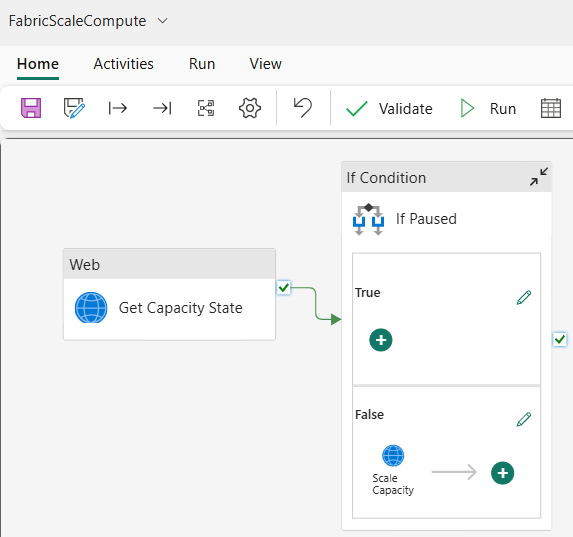 FabricScaleCompute
Home Activities Run View
Validate Run
If Condition
If Paused
Web
Get Capacity State
True
False
Scale
Capacity